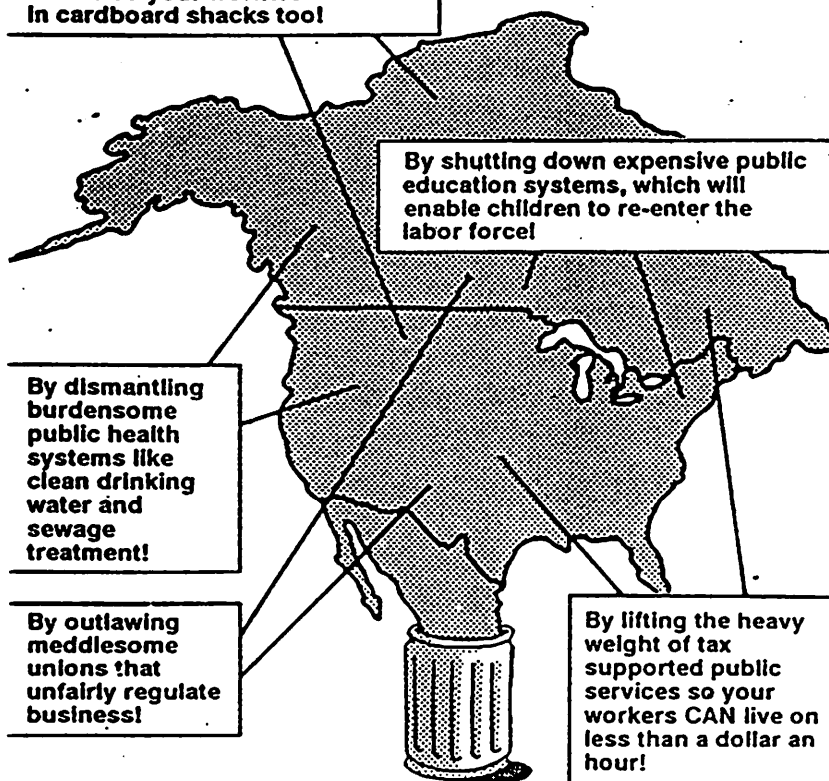 In cardboard shacks too!
By shutting down expensive public
education systems, which will
enable children to re-enter the
labor force!
By dismantling
burdensome
public health
systems like
clean drinking
water and
sewage
treatment!
By outlawing
meddlesome
unions that
unfairly regulate
business!
By lifting the heavy
weight of tax
supported public
services so your
workers CAN live on
less than a dollar an
hour!